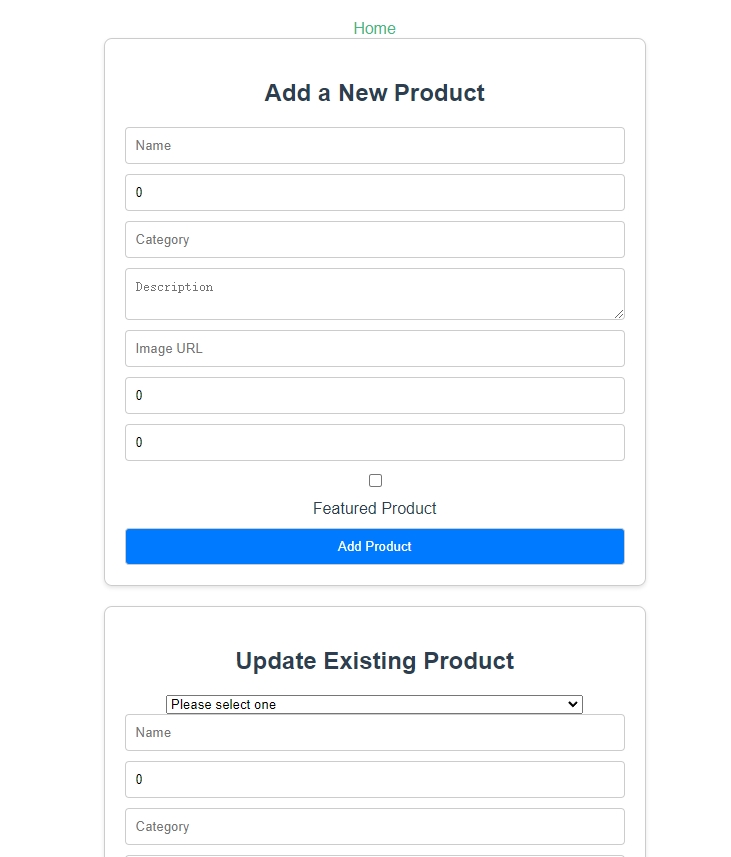 Home
Add a New Product
Name
0
Category
Description
Image URL
0
0
Featured Product
Add Product
Update Existing Product
Please select one
Name
0
Category